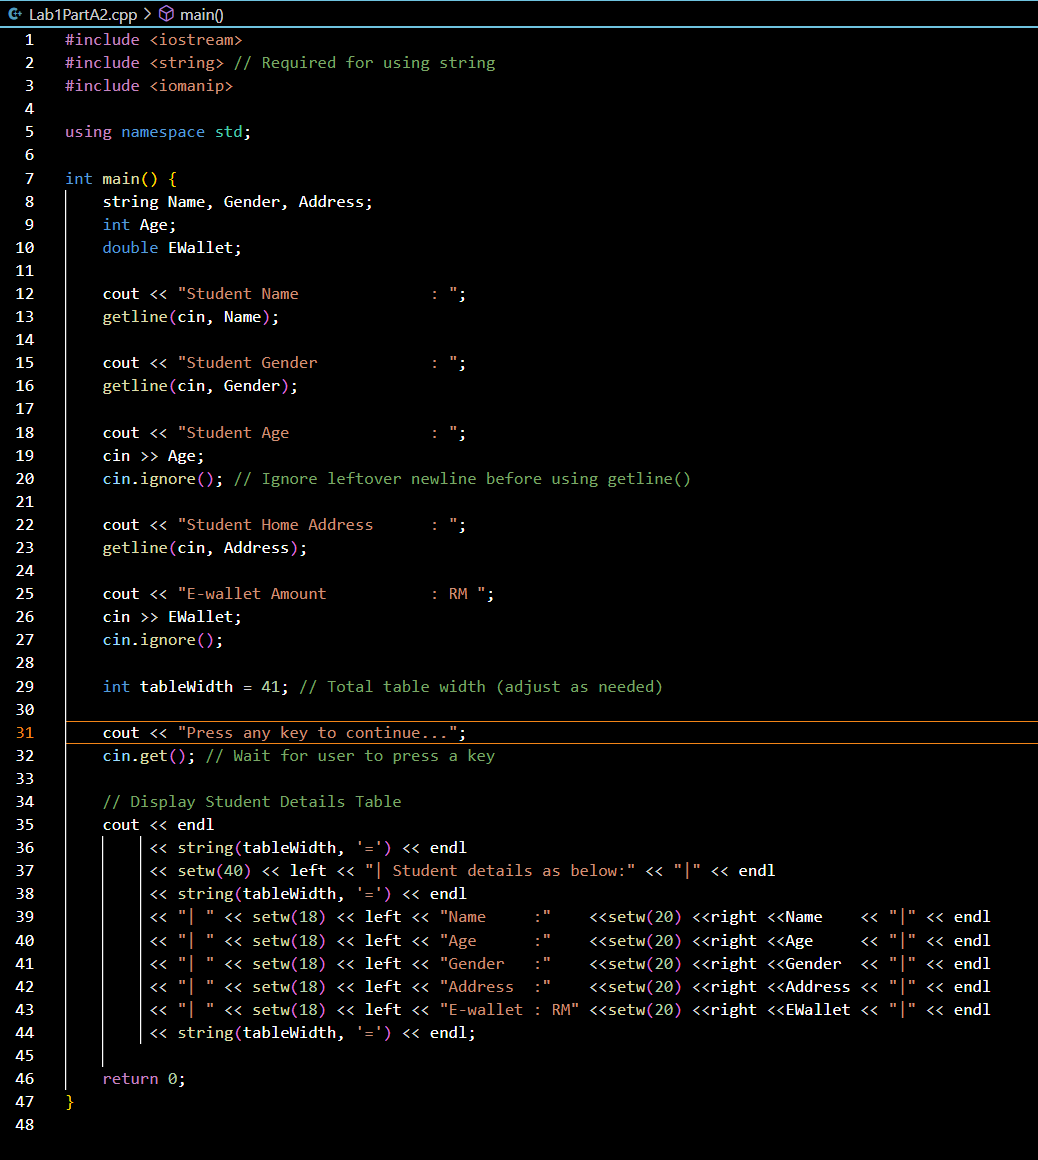 Lab1PartA2.cpp > main()
1 #include <iostream>
2 #include <string> // Required for using string
3 #include <iomanip>
4
5 using namespace std;
6
7 int main() {
8     string Name, Gender, Address;
9     int Age;
10     double EWallet;
11
12     cout << "Student Name              : ";
13     getline(cin, Name);
14
15     cout << "Student Gender            : ";
16     getline(cin, Gender);
17
18     cout << "Student Age               : ";
19     cin >> Age;
20     cin.ignore(); // Ignore leftover newline before using getline()
21
22     cout << "Student Home Address      : ";
23     getline(cin, Address);
24
25     cout << "E-wallet Amount           : RM ";
26     cin >> EWallet;
27     cin.ignore();
28
29     int tableWidth = 41; // Total table width (adjust as needed)
30
31     cout << "Press any key to continue...";
32     cin.get(); // Wait for user to press a key
33
34     // Display Student Details Table
35     cout << endl
36          << string(tableWidth, '=') << endl
37          << setw(40) << left << "| Student details as below:" << "|" << endl
38          << string(tableWidth, '=') << endl
39          << "| " << setw(18) << left << "Name     :"    <<setw(20) <<right <<Name    << "|" << endl
40          << "| " << setw(18) << left << "Age      :"    <<setw(20) <<right <<Age     << "|" << endl
41          << "| " << setw(18) << left << "Gender   :"    <<setw(20) <<right <<Gender  << "|" << endl
42          << "| " << setw(18) << left << "Address  :"    <<setw(20) <<right <<Address << "|" << endl
43          << "| " << setw(18) << left << "E-wallet : RM" <<setw(20) <<right <<EWallet << "|" << endl
44          << string(tableWidth, '=') << endl;
45
46     return 0;
47 }
48